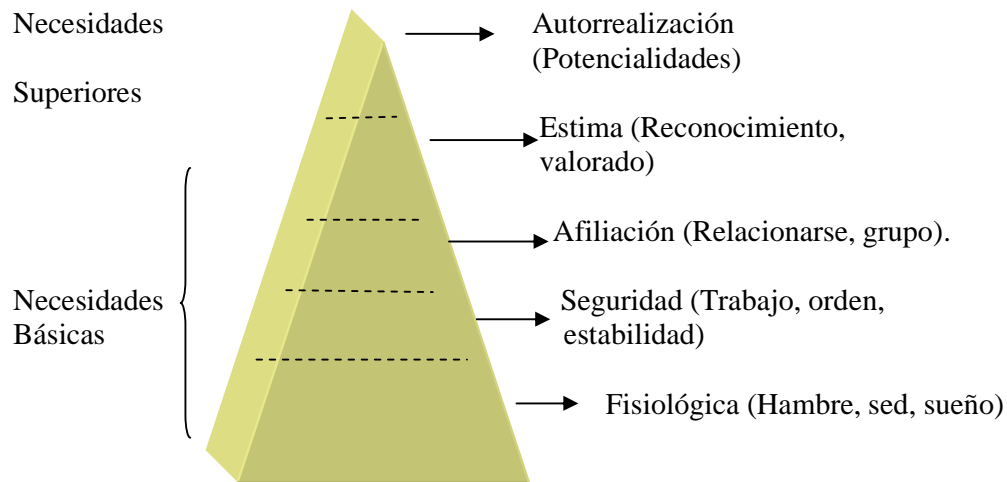 Necesidades
Superiores
Necesidades
Básicas
Autorrealización
(Potencialidades)
Estima (Reconocimiento,
valorado)
Afiliación (Relacionarse, grupo).
Seguridad (Trabajo, orden,
estabilidad)
Fisiológica (Hambre, sed, sueño)